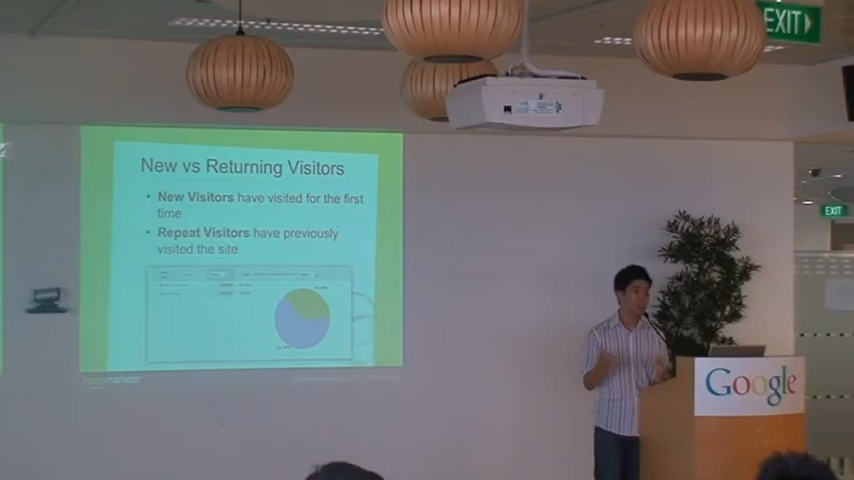 EXIT
New vs Returning Visitors
• New Visitors have visited for the first
time
• Repeat Visitors have previously
visited the site
EXIT
Google